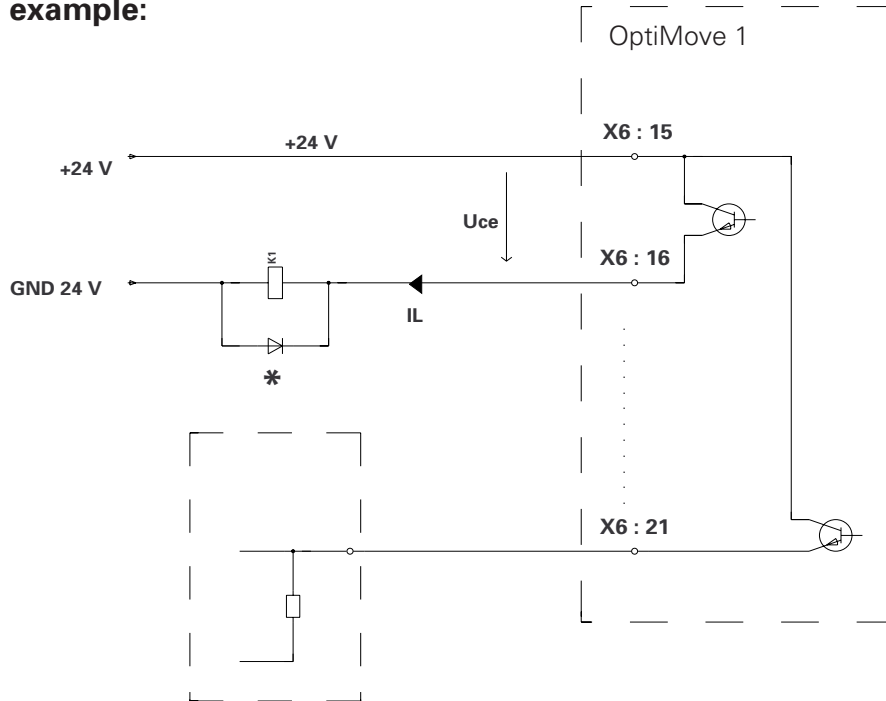 example:
OptiMove 1
+24 V
X6 : 15
+24 V
Uce
X6 : 16
K1
GND 24 V
IL
*
X6 : 21